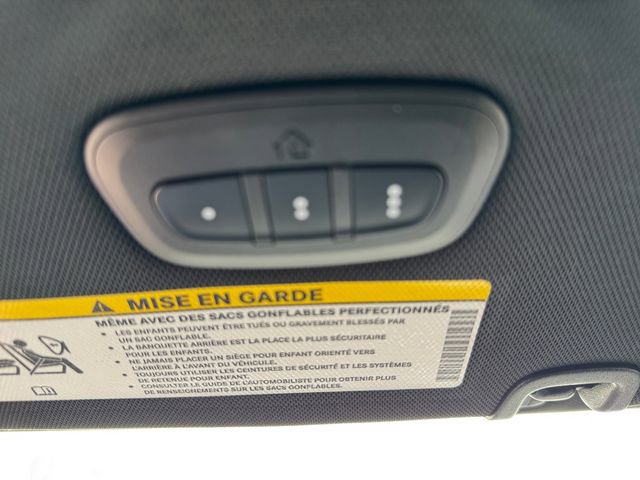 MISE EN GARDE
MÊME AVEC DES SACS GONFLABLES PERFECTIONNÉS
• LES ENFANTS PEUVENT ÊTRE TUÉS OU GRAVEMENT BLESSÉS PAR
UN SAC GONFLABLE.
• LA BANQUETTE ARRIÈRE EST LA PLACE LA PLUS SÉCURITAIRE
POUR LES ENFANTS.
• NE JAMAIS PLACER UN SIÈGE POUR ENFANT ORIENTÉ VERS
L'ARRIÈRE À L'AVANT DU VÉHICULE.
• TOUJOURS UTILISER LES CEINTURES DE SÉCURITÉ ET LES SYSTÈMES
DE RETENUE POUR ENFANT.
• CONSULTER LE GUIDE DE L'AUTOMOBILISTE POUR OBTENIR PLUS
DE RENSEIGNEMENTS SUR LES SACS GONFLABLES.